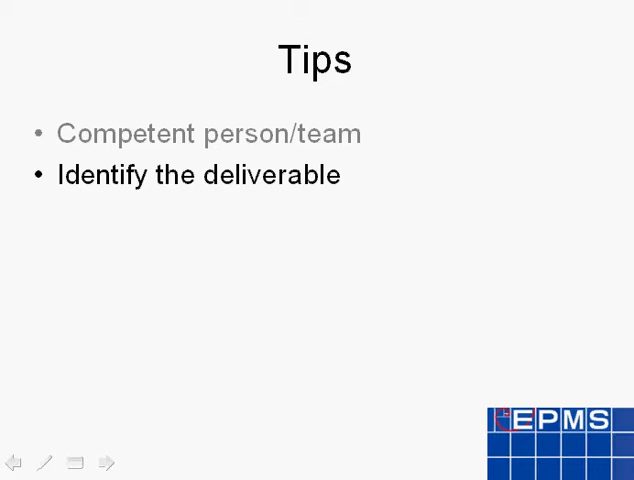 Tips
• Competent person/team
• Identify the deliverable
EPMS